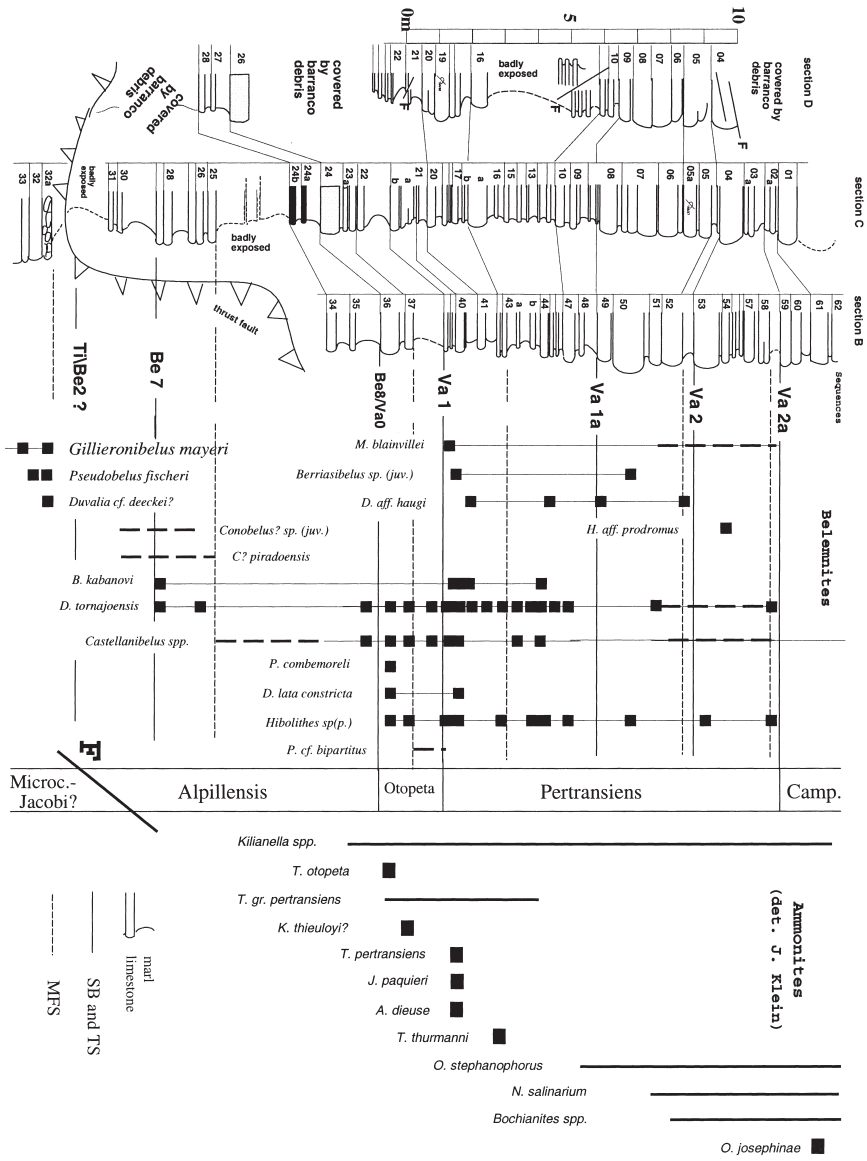 0m
5
10
section D
28
27
26
22
21
20
19
16
10
09
08
07
06
05
04
covered by barranco debris
covered by barranco debris
badly exposed
covered by barranco debris
F
F
F
section C
33
32
32a
badly exposed
31
30
28
26
25
badly exposed
24b
24a
24
23
22
b
a
21
20
17
b
a
16
15
13
10
09
08
07
06
05a
05
04
03
a
02
a
01
section B
thrust fault
34
35
36
37
40
41
43
a
b
44
47
48
49
50
51
52
53
54
57
58
59
60
61
62
Sequences
Ti\Be2 ?
Be 7
Be8/Va0
Va 1
Va 1a
Va 2
Va 2a
Belemnites
Gillieronibelus mayeri
M. blainvillei
Pseudobelus fischeri
Berriasibelus sp. (juv.)
Duvalia cf. deeckei?
D. aff. haugi
Conobelus? sp. (juv.)
H. aff. prodromus
C? piradoensis
B. kabanovi
D. tornajoensis
Castellanibelus spp.
P. combemoreli
D. lata constricta
Hibolithes sp(p.)
P. cf. bipartitus
F
Microc.-
Jacobi?
Alpillensis
Otopeta
Pertransiens
Camp.
Ammonites
(det. J. Klein)
Kilianella spp.
T. otopeta
T. gr. pertransiens
K. thieuloyi?
T. pertransiens
J. paquieri
A. dieuse
T. thurmanni
O. stephanophorus
N. salinarium
Bochianites spp.
O. josephinae
marl
limestone
SB and TS
MFS